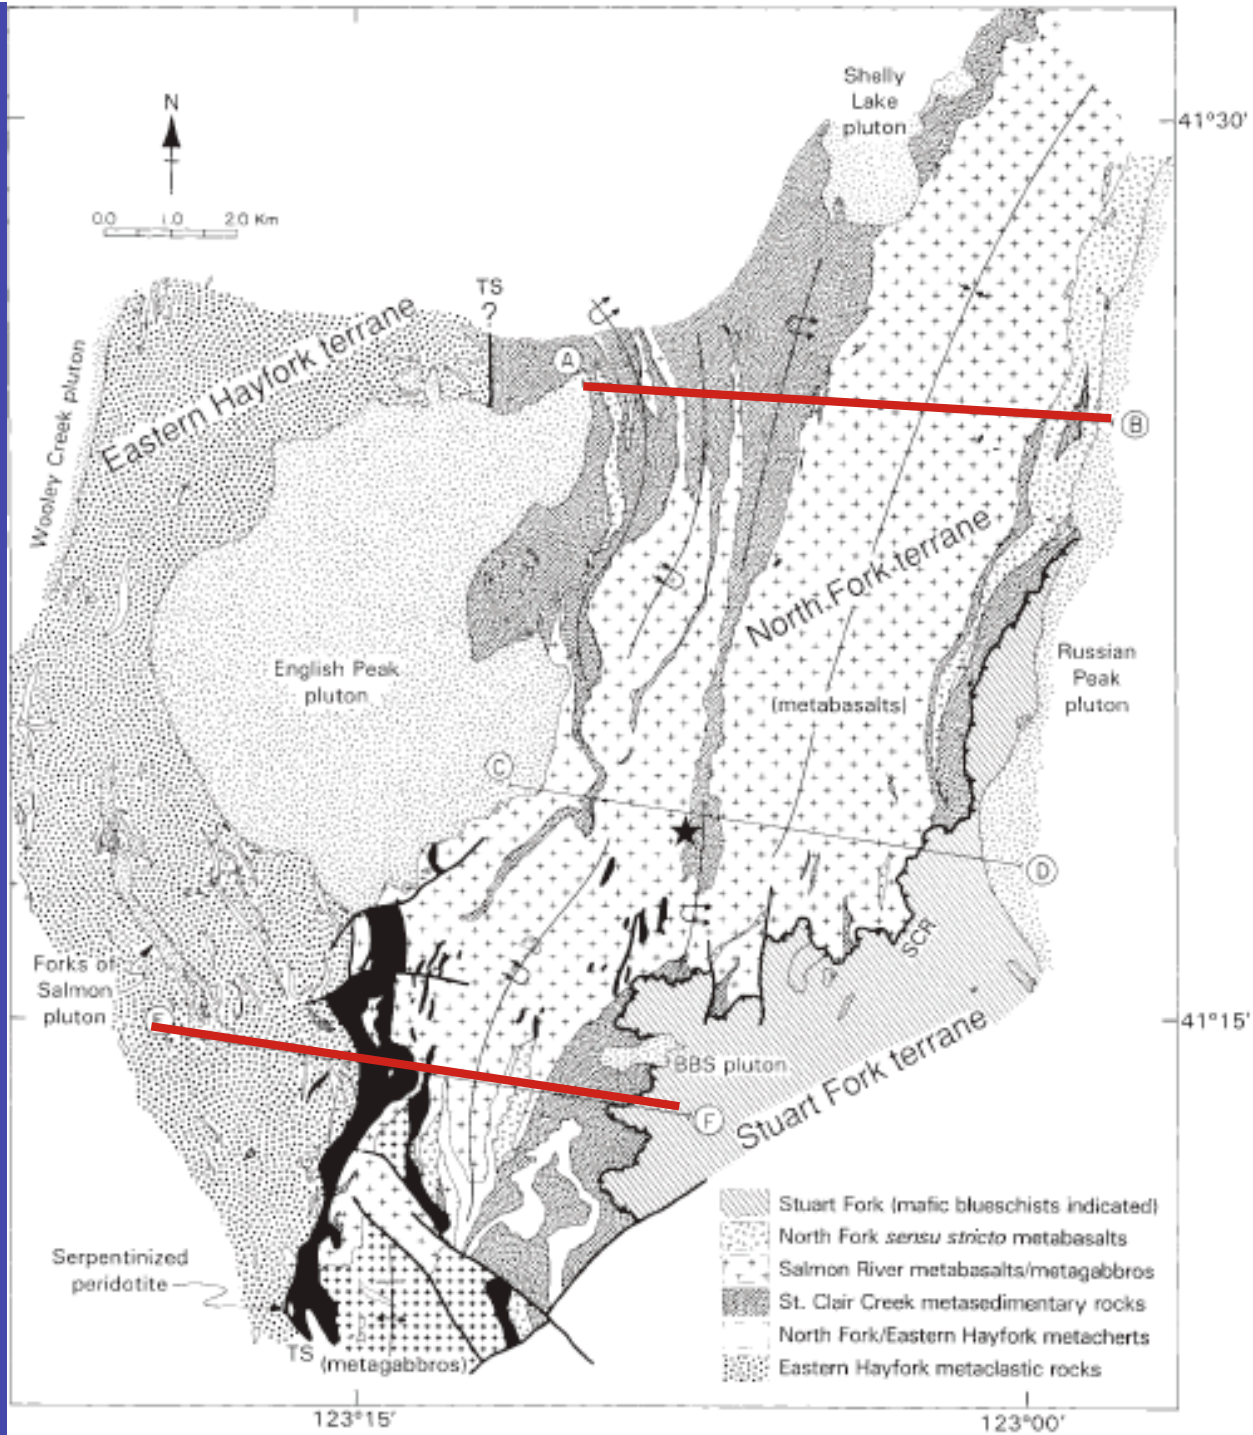 Shelly
Lake
pluton
41°30'
N
0.0 1.0 2.0 Km
TS
?
Eastern Hayfork terrane
Wooley Creek pluton
A
B
North Fork terrane
(metabasalts)
English Peak
pluton
Russian
Peak
pluton
C
D
SCR
Forks of
Salmon
pluton
E
41°15'
BBS pluton
F
Stuart Fork terrane
Serpentinized
peridotite
TS
(metagabbros)
Stuart Fork (mafic blueschists indicated)
North Fork sensu stricto metabasalts
Salmon River metabasalts/metagabbros
St. Clair Creek metasedimentary rocks
North Fork/Eastern Hayfork metacherts
Eastern Hayfork metaclastic rocks
123°15'
123°00'